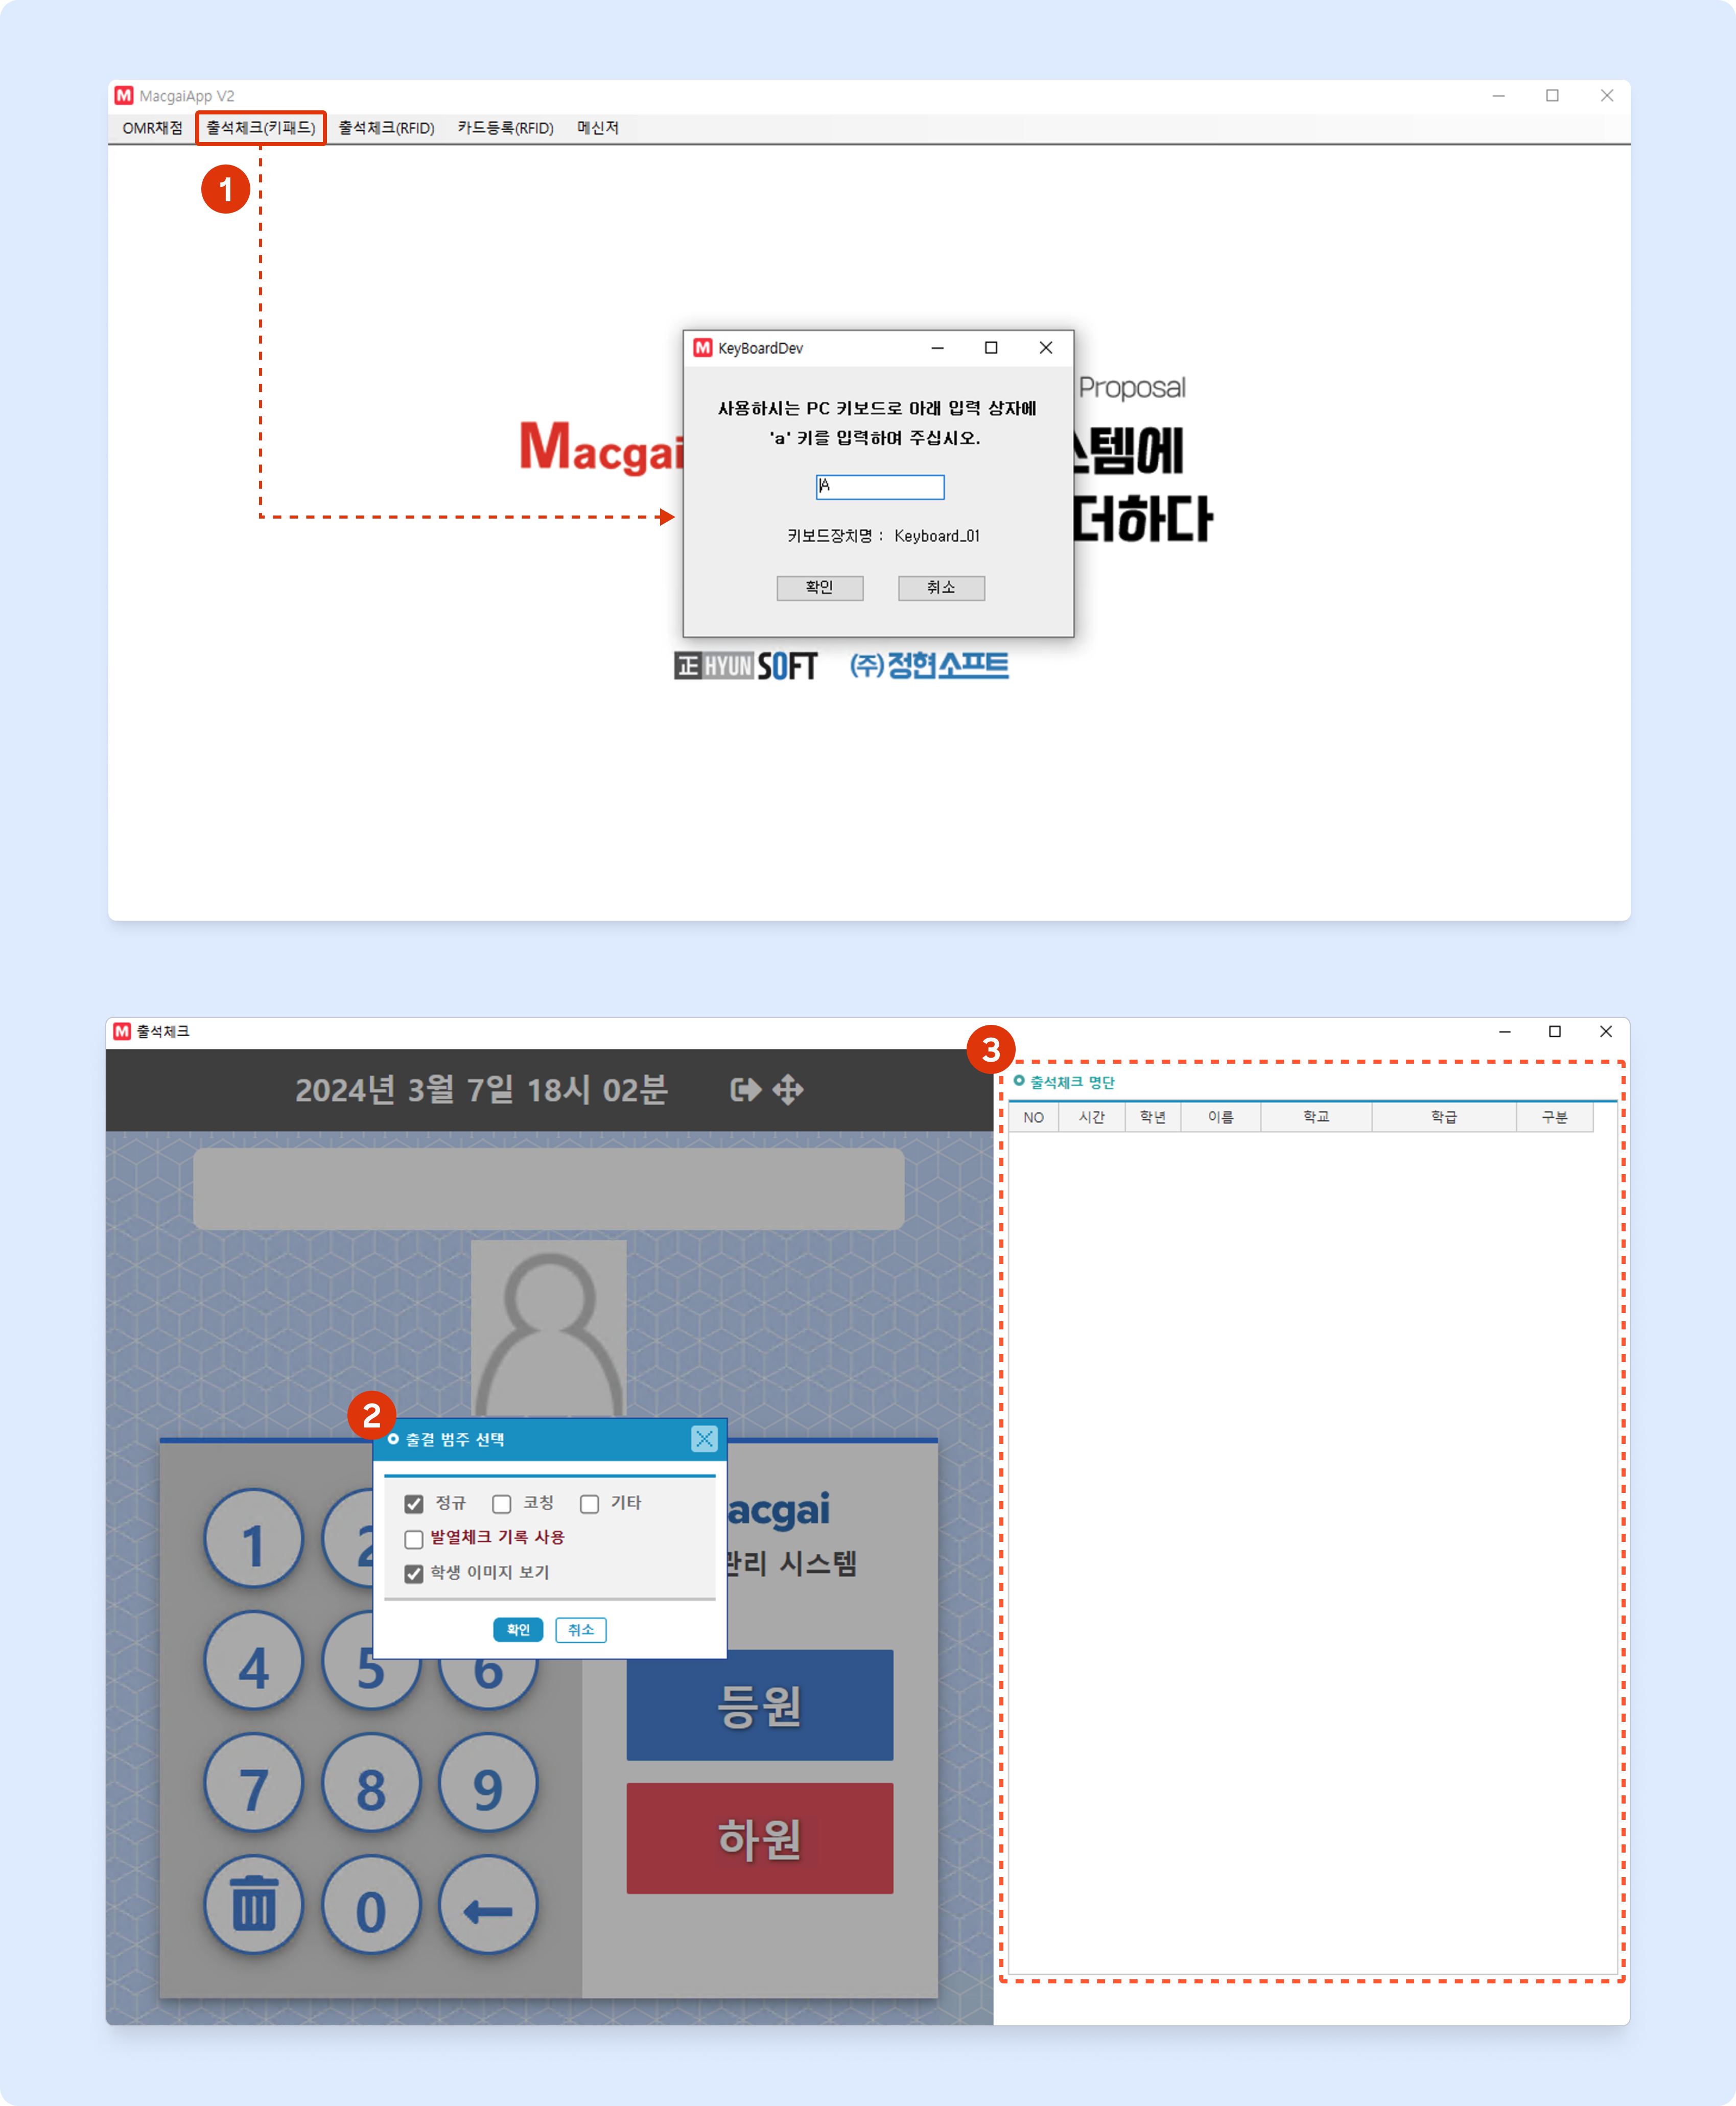 MacgaiApp V2
OMR채점 출석체크(키패드) 출석체크(RFID) 카드등록(RFID) 메신저
1
KeyBoardDev
사용하시는 PC 키보드로 아래 입력 상자에
'a' 키를 입력하여 주십시오.
A
키보드장치명 : Keyboard_01
확인 취소
Proposal
Macgai
스템에
더하다
正 HYUN SOFT (주)정현소프트
출석체크
2024년 3월 7일 18시 02분
3
출석체크 명단
NO 시간 학년 이름 학교 학급 구분
2
출결 범주 선택
정규 코칭 기타
발열체크 기록 사용
학생 이미지 보기
확인 취소
acgai
관리 시스템
1 2
4 5 6
7 8 9
0
등원
하원